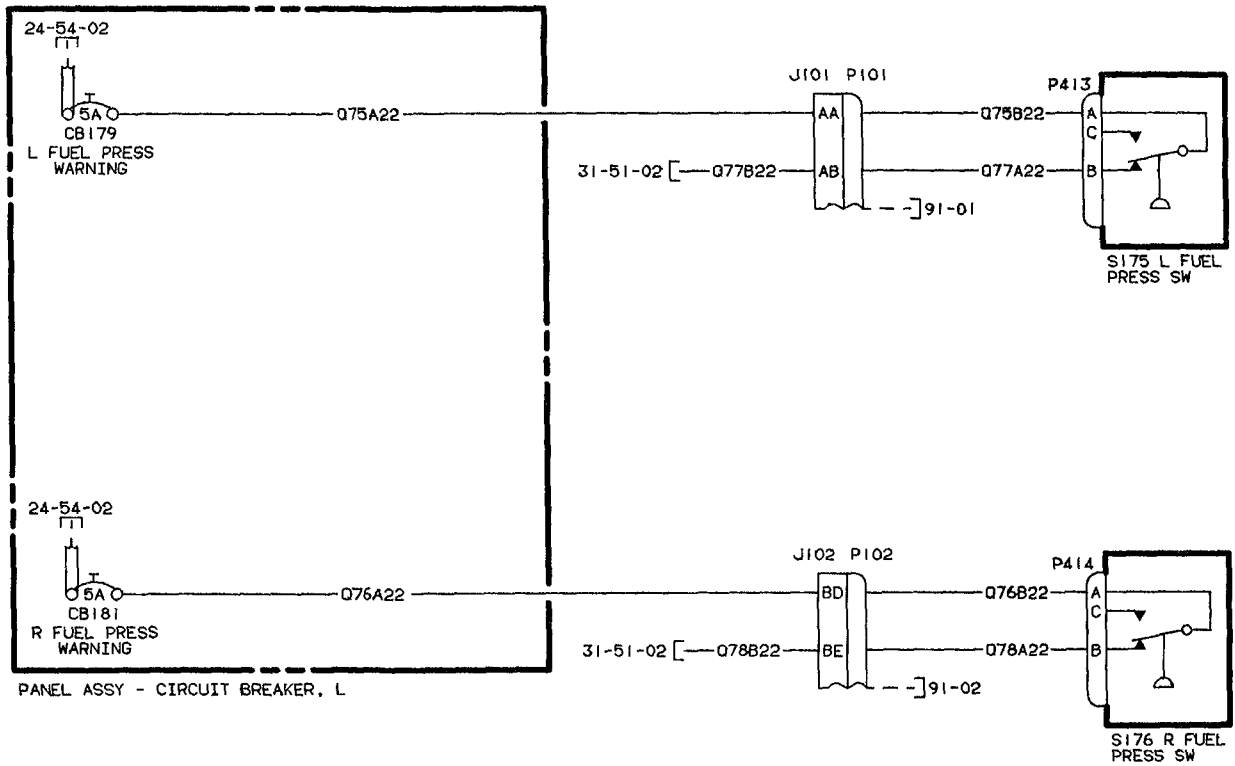 24-54-02
5A
CB179
L FUEL PRESS
WARNING
Q75A22
J101 P101
AA
Q75B22
P413
A
C
31-51-02
Q77B22
AB
Q77A22
B
91-01
S175 L FUEL
PRESS SW
24-54-02
5A
CB181
R FUEL PRESS
WARNING
Q76A22
J102 P102
BD
Q76B22
P414
A
C
31-51-02
Q78B22
BE
Q78A22
B
91-02
PANEL ASSY - CIRCUIT BREAKER, L
S176 R FUEL
PRESS SW